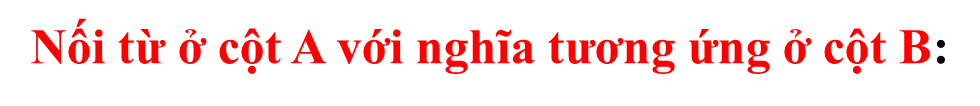 Nối từ ở cột A với nghĩa tương ứng ở cột B: